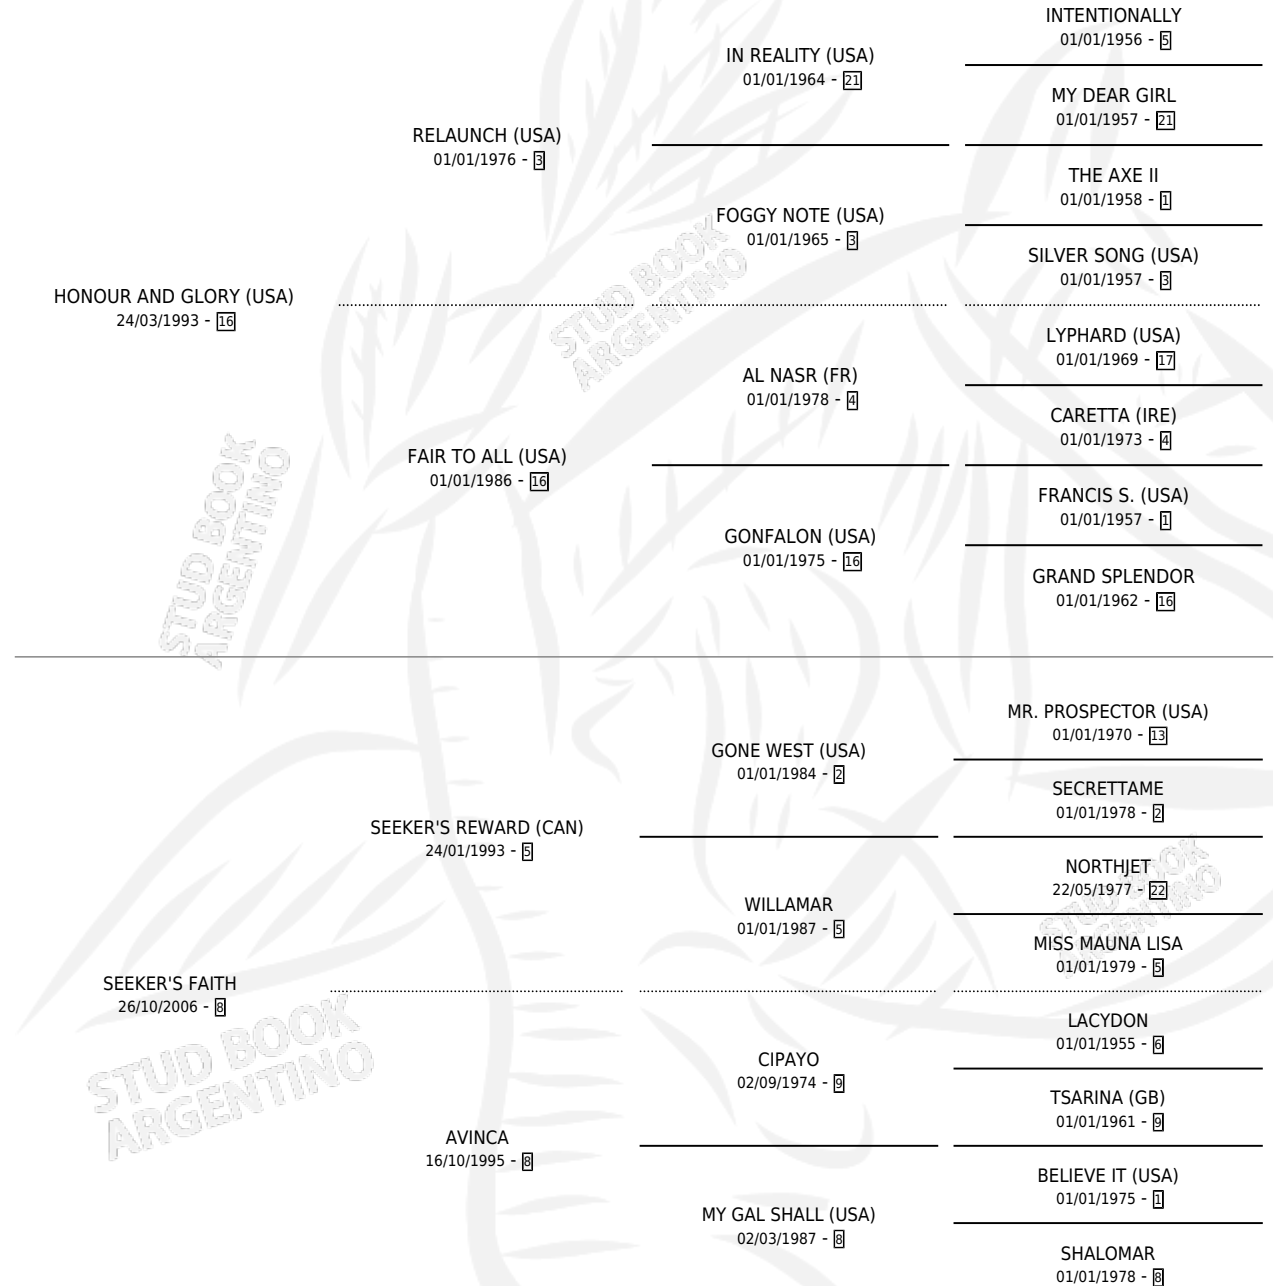 INTENTIONALLY
01/01/1956 - 5
IN REALITY (USA)
01/01/1964 - 21
MY DEAR GIRL
01/01/1957 - 21
RELAUNCH (USA)
01/01/1976 - 3
THE AXE II
01/01/1958 - 1
FOGGY NOTE (USA)
01/01/1965 - 3
SILVER SONG (USA)
01/01/1957 - 3
HONOUR AND GLORY (USA)
24/03/1993 - 16
LYPHARD (USA)
01/01/1969 - 17
AL NASR (FR)
01/01/1978 - 4
CARETTA (IRE)
01/01/1973 - 4
FAIR TO ALL (USA)
01/01/1986 - 16
FRANCIS S. (USA)
01/01/1957 - 1
GONFALON (USA)
01/01/1975 - 16
GRAND SPLENDOR
01/01/1962 - 16
MR. PROSPECTOR (USA)
01/01/1970 - 13
GONE WEST (USA)
01/01/1984 - 2
SECRETTAME
01/01/1978 - 2
SEEKER'S REWARD (CAN)
24/01/1993 - 5
NORTHJET
22/05/1977 - 22
WILLAMAR
01/01/1987 - 5
MISS MAUNA LISA
01/01/1979 - 5
SEEKER'S FAITH
26/10/2006 - 8
LACYDON
01/01/1955 - 6
CIPAYO
02/09/1974 - 9
TSARINA (GB)
01/01/1961 - 9
AVINCA
16/10/1995 - 8
BELIEVE IT (USA)
01/01/1975 - 1
MY GAL SHALL (USA)
02/03/1987 - 8
SHALOMAR
01/01/1978 - 8
STUD BOOK
ARGENTINO
STUD BOOK
ARGENTINO
STUD BOOK
ARGENTINO
STUD BOOK
ARGENTINO